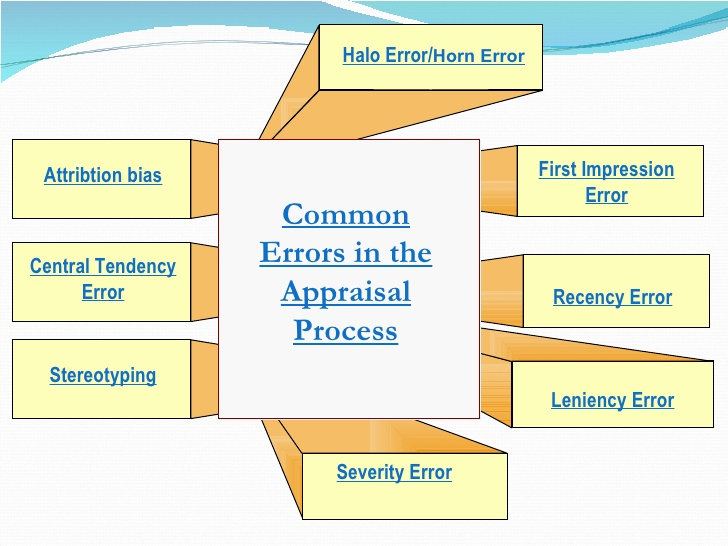 Halo Error/Horn Error
Attribtion bias
First Impression
Error
Common
Errors in the
Appraisal
Process
Central Tendency
Error
Recency Error
Stereotyping
Leniency Error
Severity Error